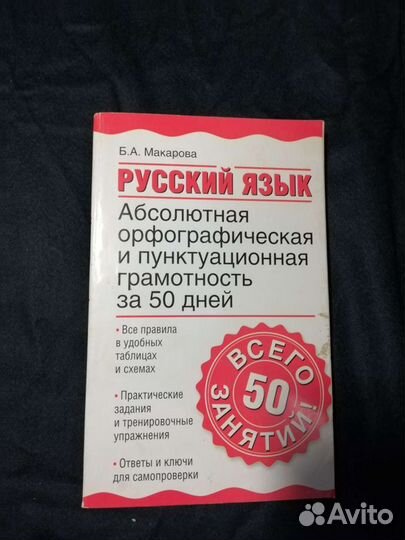 Б.А. Макарова
РУССКИЙ ЯЗЫК
Абсолютная
орфографическая
и пунктуационная
грамотность
за 50 дней
• Все правила
в удобных
таблицах
и схемах
• Практические
задания
и тренировочные
упражнения
• Ответы и ключи
для самопроверки
ВСЕГО
50
ЗАНЯТИЙ!
Avito